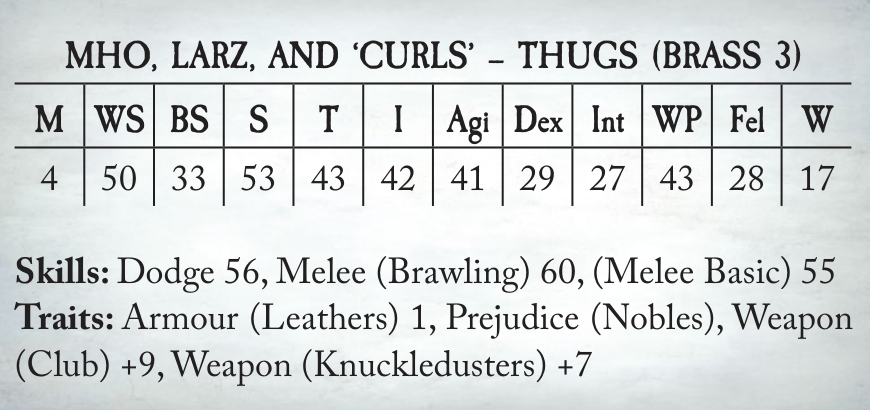 MHO, LARZ, AND ‘CURLS’ – THUGS (BRASS 3)
M WS BS S T I Agi Dex Int WP Fel W
4 50 33 53 43 42 41 29 27 43 28 17
Skills: Dodge 56, Melee (Brawling) 60, (Melee Basic) 55
Traits: Armour (Leathers) 1, Prejudice (Nobles), Weapon
(Club) +9, Weapon (Knuckledusters) +7